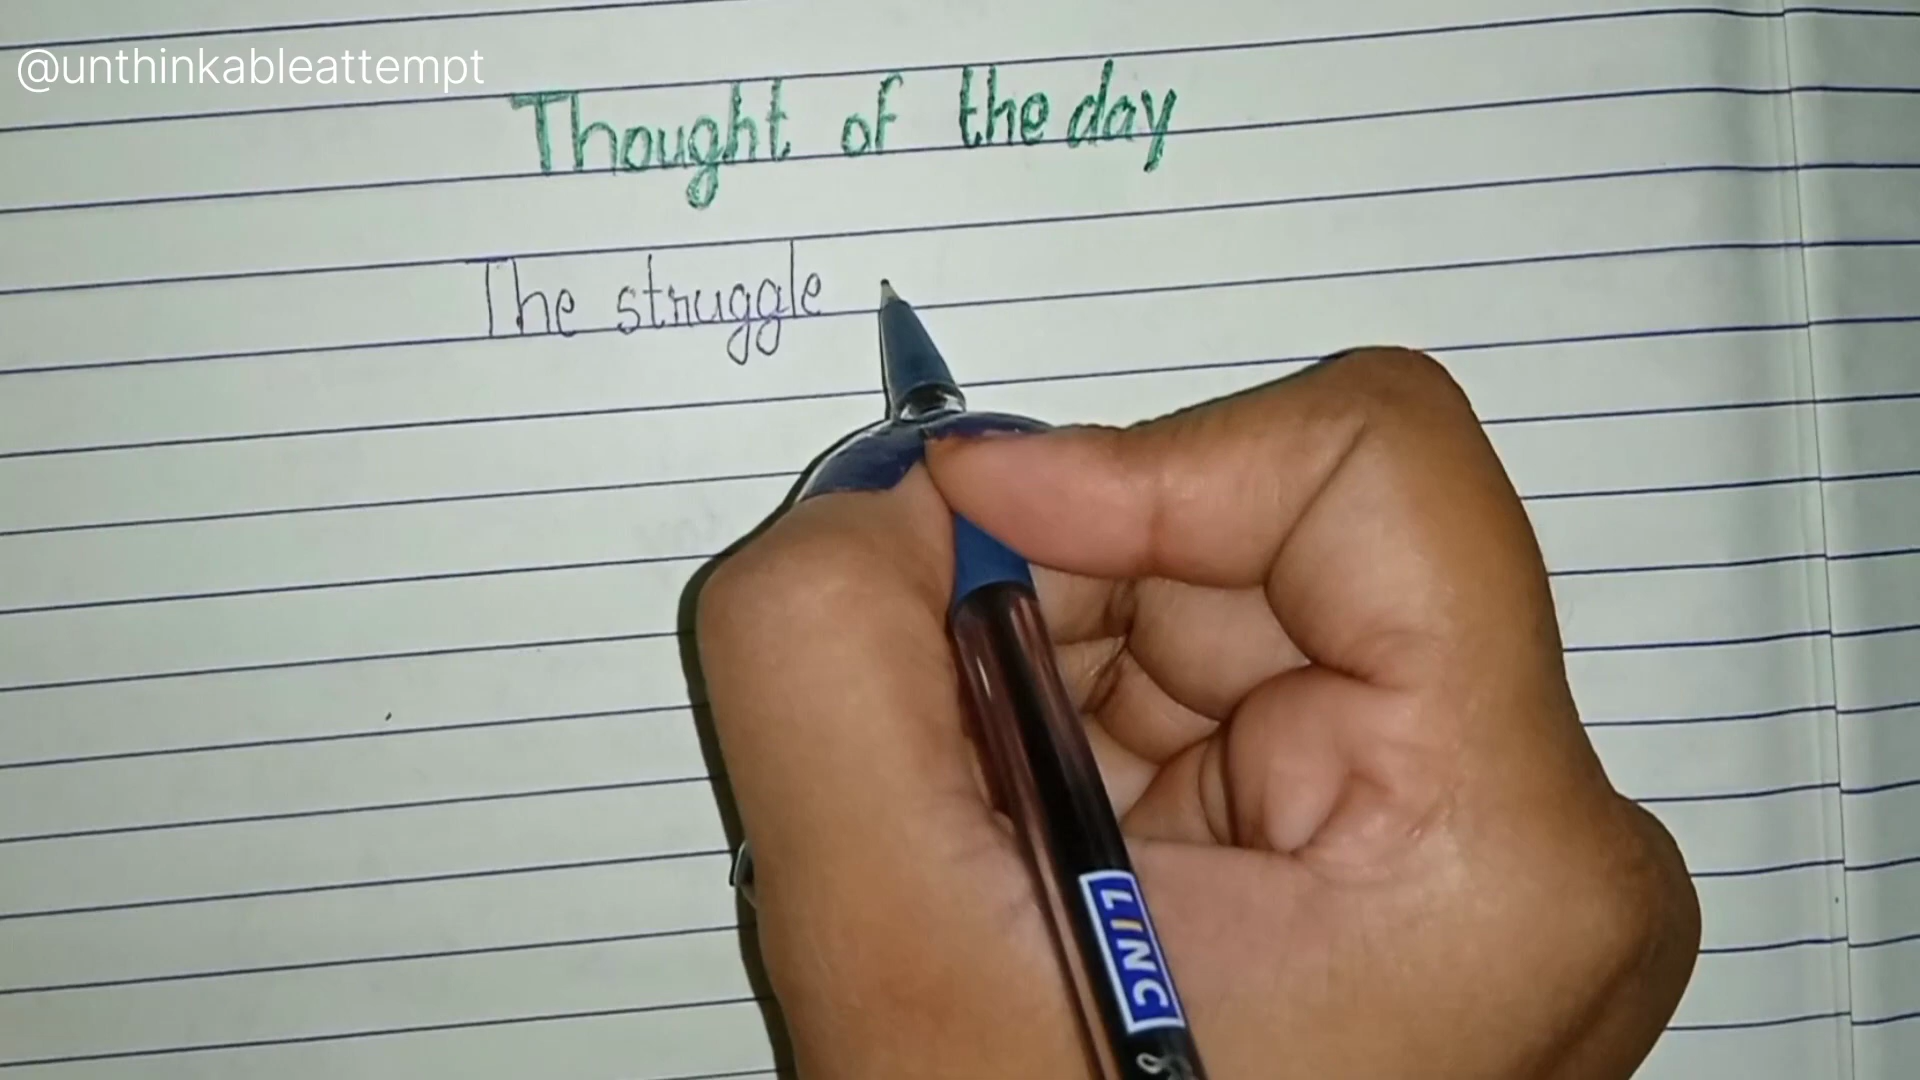 @unthinkableattempt
Thought of the day
The struggle
LINC